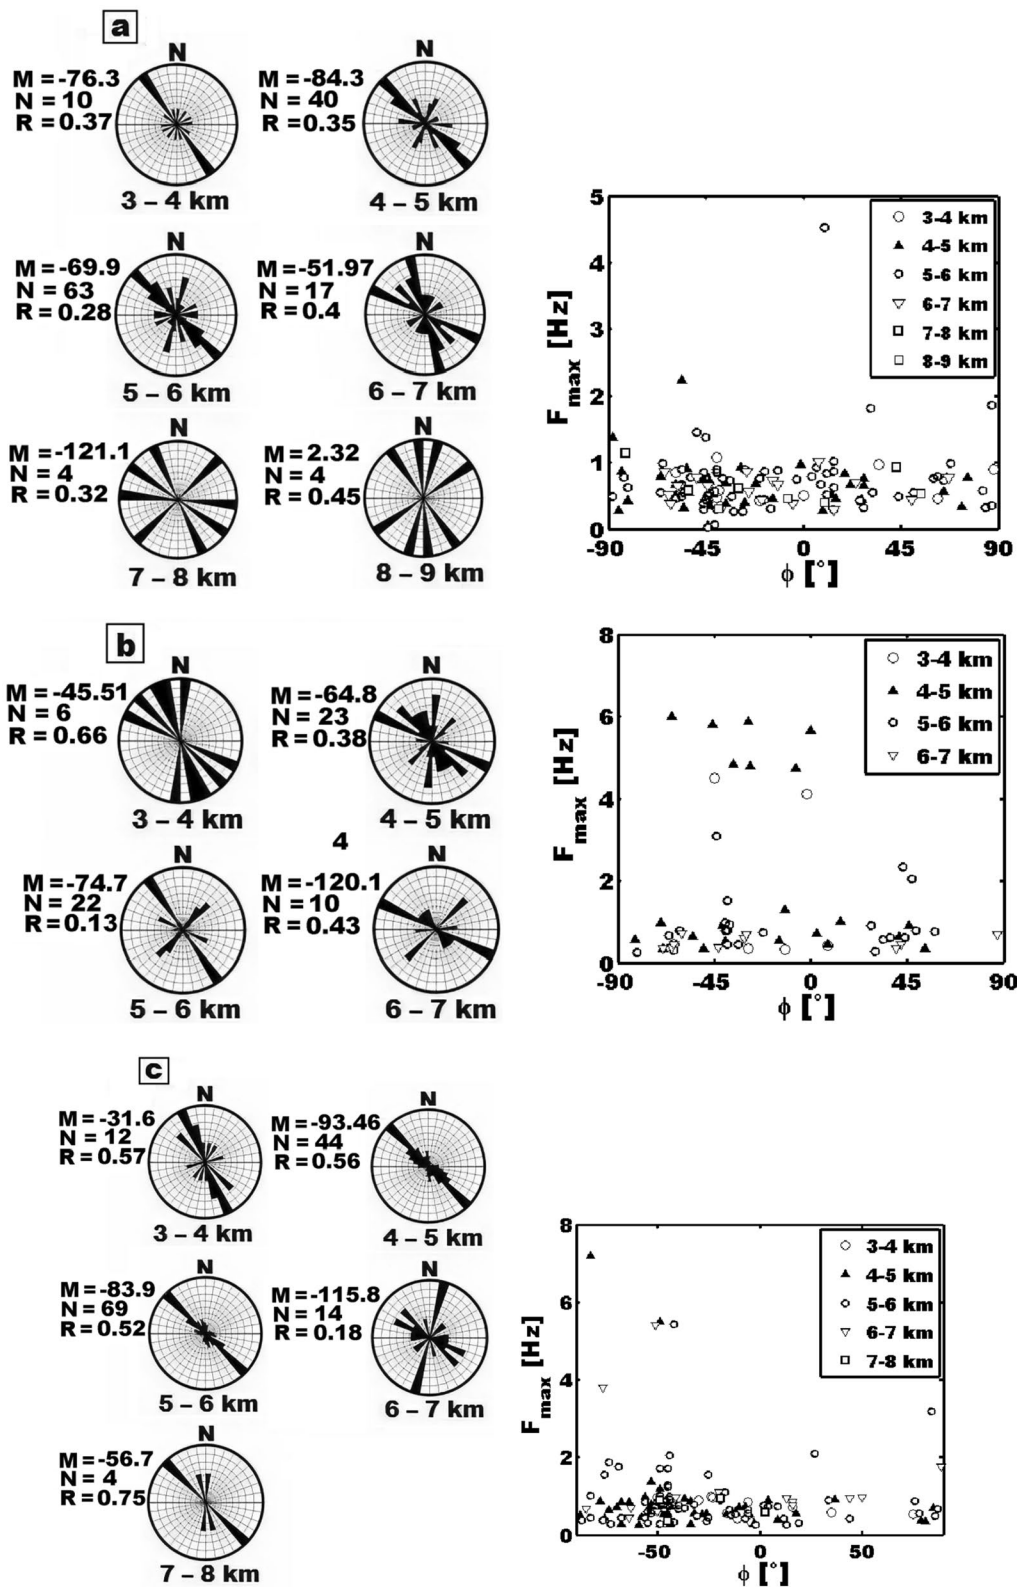 a
N
M = -76.3
N = 10
R = 0.37
3 – 4 km
N
M = -84.3
N = 40
R = 0.35
4 – 5 km
N
M = -69.9
N = 63
R = 0.28
5 – 6 km
N
M = -51.97
N = 17
R = 0.4
6 – 7 km
N
M = -121.1
N = 4
R = 0.32
7 – 8 km
N
M = 2.32
N = 4
R = 0.45
8 – 9 km
5
4
3
2
1
0
F max [Hz]
-90
-45
0
45
90
ϕ [°]
3-4 km
4-5 km
5-6 km
6-7 km
7-8 km
8-9 km
b
N
M = -45.51
N = 6
R = 0.66
3 – 4 km
N
M = -64.8
N = 23
R = 0.38
4 – 5 km
4
N
M = -74.7
N = 22
R = 0.13
5 – 6 km
N
M = -120.1
N = 10
R = 0.43
6 – 7 km
8
6
4
2
0
F max [Hz]
-90
-45
0
45
90
ϕ [°]
3-4 km
4-5 km
5-6 km
6-7 km
c
N
M = -31.6
N = 12
R = 0.57
3 – 4 km
N
M = -93.46
N = 44
R = 0.56
4 – 5 km
N
M = -83.9
N = 69
R = 0.52
5 – 6 km
N
M = -115.8
N = 14
R = 0.18
6 – 7 km
N
M = -56.7
N = 4
R = 0.75
7 – 8 km
8
6
4
2
0
F max [Hz]
-50
0
50
ϕ [°]
3-4 km
4-5 km
5-6 km
6-7 km
7-8 km